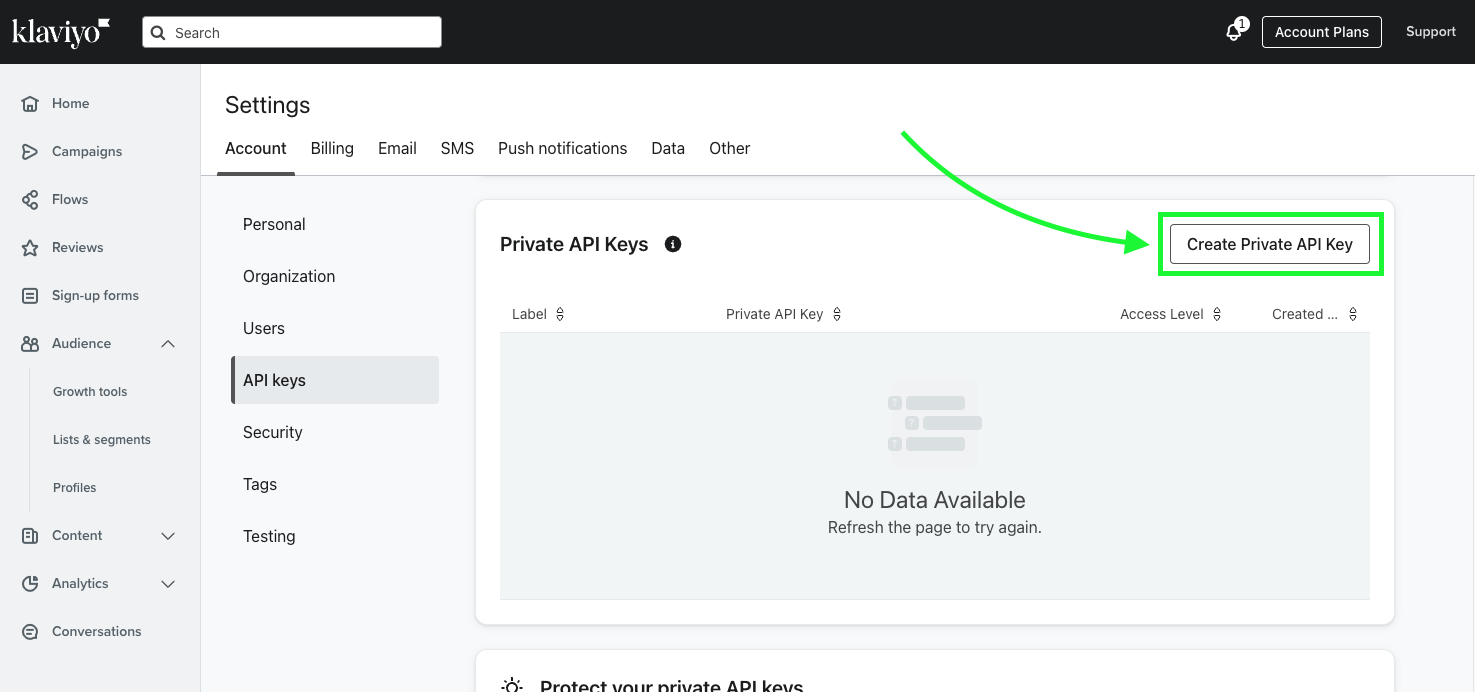 klaviyo
Search
1
Account Plans
Support
Home
Campaigns
Flows
Reviews
Sign-up forms
Audience
Growth tools
Lists & segments
Profiles
Content
Analytics
Conversations
Settings
Account Billing Email SMS Push notifications Data Other
Personal
Organization
Users
API keys
Security
Tags
Testing
Private API Keys
Create Private API Key
Label Private API Key Access Level Created ...
No Data Available
Refresh the page to try again.
Protect your private API keys